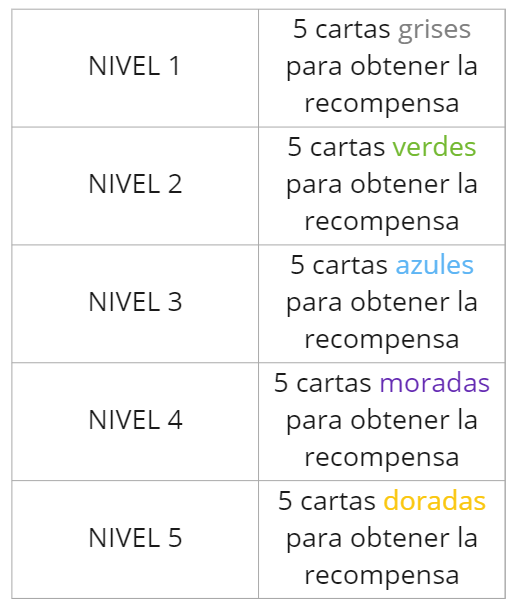 NIVEL 1
5 cartas grises
para obtener la
recompensa
NIVEL 2
5 cartas verdes
para obtener la
recompensa
NIVEL 3
5 cartas azules
para obtener la
recompensa
NIVEL 4
5 cartas moradas
para obtener la
recompensa
NIVEL 5
5 cartas doradas
para obtener la
recompensa